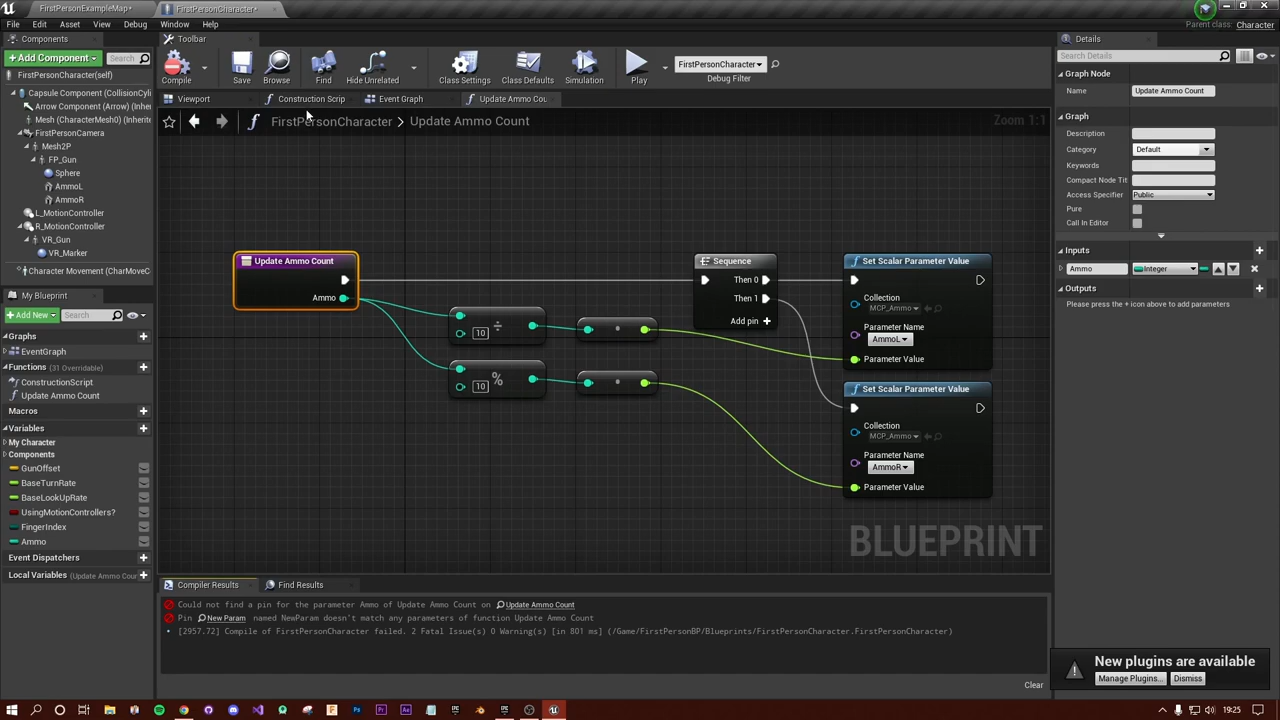 FirstPersonExampleMap*
FirstPersonCharacter*
File Edit Asset View Debug Window Help
Parent class: Character
Components
Toolbar
Details
Add Component
Search
Compile
Save
Browse
Find
Hide Unrelated
Class Settings
Class Defaults
Simulation
Play
FirstPersonCharacter
Debug Filter
Search Details
FirstPersonCharacter(self)
Capsule Component (CollisionCylin
Arrow Component (Arrow) (Inherite
Mesh (CharacterMesh0) (Inherite
FirstPersonCamera
Mesh2P
FP_Gun
Sphere
AmmoL
AmmoR
L_MotionController
R_MotionController
VR_Gun
VR_Marker
Character Movement (CharMoveC
Viewport
Construction Scrip
Event Graph
Update Ammo Cou
FirstPersonCharacter > Update Ammo Count
Zoom 1:1
Graph Node
Name Update Ammo Count
Graph
Description
Category Default
Keywords
Compact Node Tit
Access Specifier Public
Pure
Call In Editor
Inputs
Ammo Integer
Outputs
Please press the + icon above to add parameters
My Blueprint
Add New
Search
Graphs
EventGraph
Functions (31 Overridable)
ConstructionScript
Update Ammo Count
Macros
Variables
My Character
Components
GunOffset
BaseTurnRate
BaseLookUpRate
UsingMotionControllers?
FingerIndex
Ammo
Event Dispatchers
Local Variables (Update Ammo Coun
Update Ammo Count
Ammo
10 ÷
10 %
Sequence
Then 0
Then 1
Add pin +
Set Scalar Parameter Value
Collection
MCP_Ammo
Parameter Name
AmmoL
Parameter Value
Set Scalar Parameter Value
Collection
MCP_Ammo
Parameter Name
AmmoR
Parameter Value
BLUEPRINT
Compiler Results
Find Results
Could not find a pin for the parameter Ammo of Update Ammo Count on Update Ammo Count
Pin New Param named NewParam doesn't match any parameters of function Update Ammo Count
• [2957.72] Compile of FirstPersonCharacter failed. 2 Fatal Issue(s) 0 Warning(s) [in 801 ms] (/Game/FirstPersonBP/Blueprints/FirstPersonCharacter.FirstPersonCharacter)
Clear
New plugins are available
Manage Plugins...
Dismiss
19:25